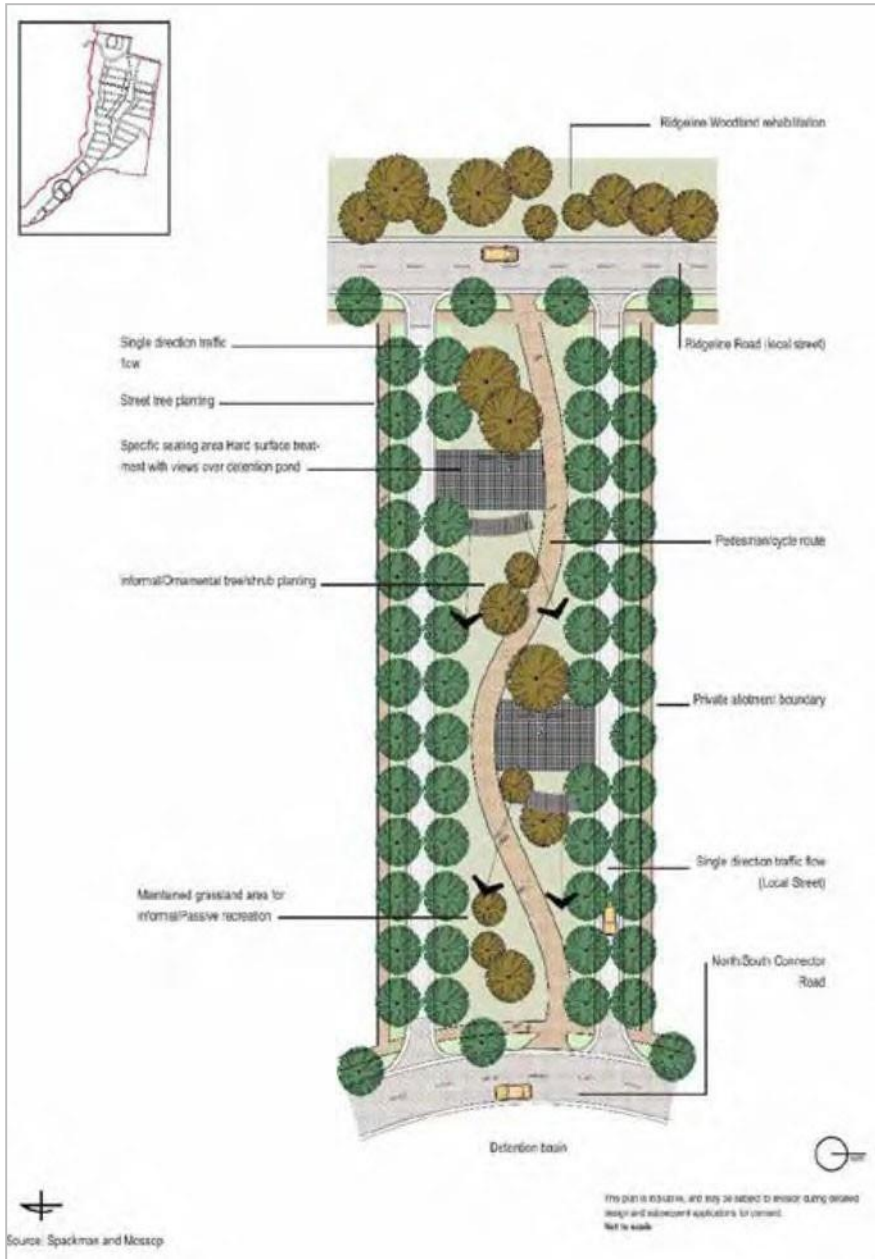 Ridgeline Woodland rehabilitation
Single direction traffic
flow
Ridgeline Road (local street)
Street tree planting
Specific seating area Hard surface treat-
ment with views over detention pond
Pedestrian/cycle route
Informal/Ornamental tree/shrub planting
Private allotment boundary
Single direction traffic flow
(Local Street)
Maintained grassland area for
informal/Passive recreation
North/South Connector
Road
Detention basin
This plan is indicative, and may be subject to revision during detailed
design and subsequent applications for consent.
Not to scale
Source: Spackman and Mossop